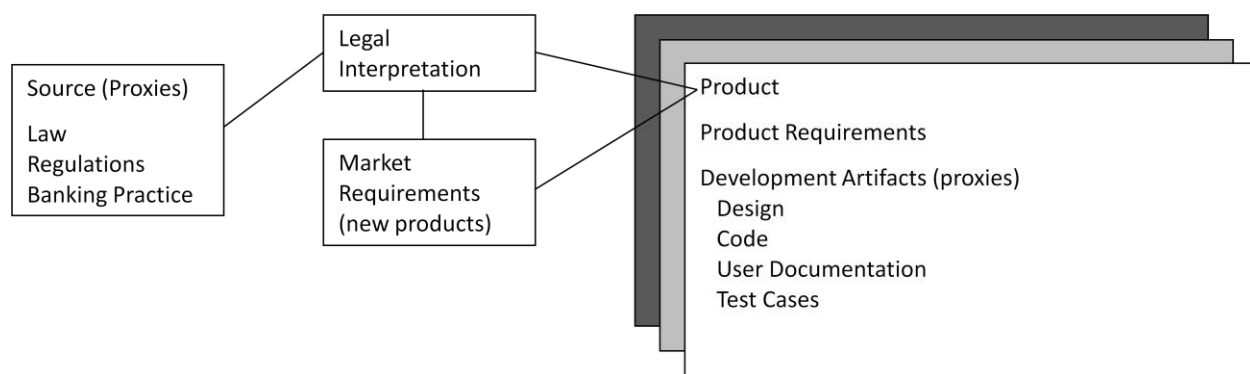 Source (Proxies)
Law
Regulations
Banking Practice
Legal
Interpretation
Market
Requirements
(new products)
Product
Product Requirements
Development Artifacts (proxies)
Design
Code
User Documentation
Test Cases